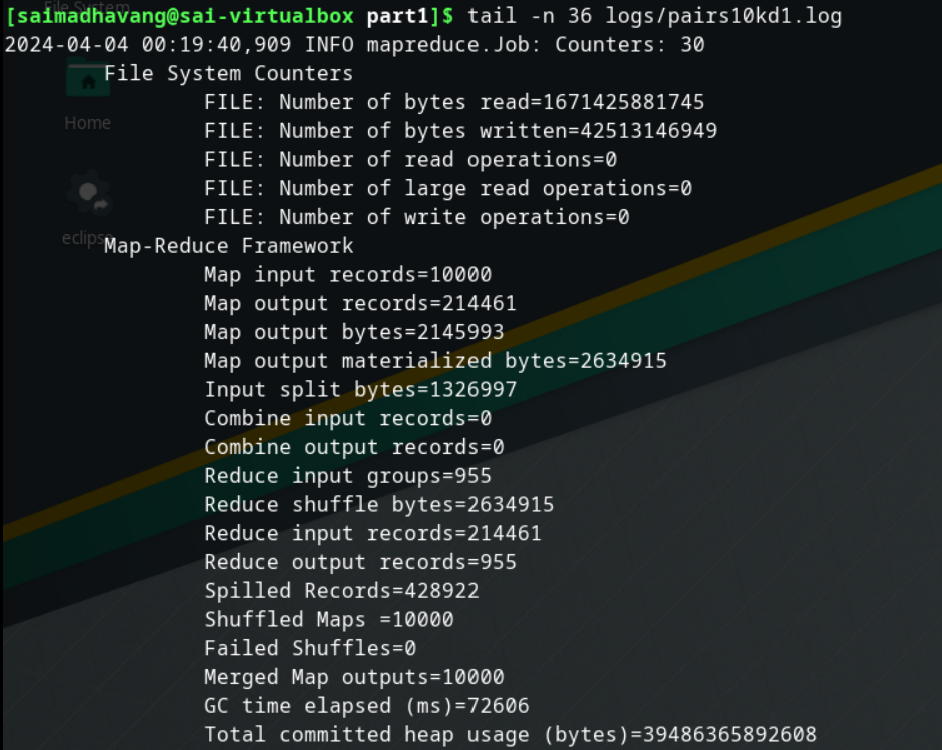 File System
[saimadhavang@sai-virtualbox part1]$ tail -n 36 logs/pairs10kd1.log
2024-04-04 00:19:40,909 INFO mapreduce.Job: Counters: 30
File System Counters
FILE: Number of bytes read=1671425881745
Home
FILE: Number of bytes written=42513146949
FILE: Number of read operations=0
FILE: Number of large read operations=0
FILE: Number of write operations=0
eclipse
Map-Reduce Framework
Map input records=10000
Map output records=214461
Map output bytes=2145993
Map output materialized bytes=2634915
Input split bytes=1326997
Combine input records=0
Combine output records=0
Reduce input groups=955
Reduce shuffle bytes=2634915
Reduce input records=214461
Reduce output records=955
Spilled Records=428922
Shuffled Maps =10000
Failed Shuffles=0
Merged Map outputs=10000
GC time elapsed (ms)=72606
Total committed heap usage (bytes)=39486365892608